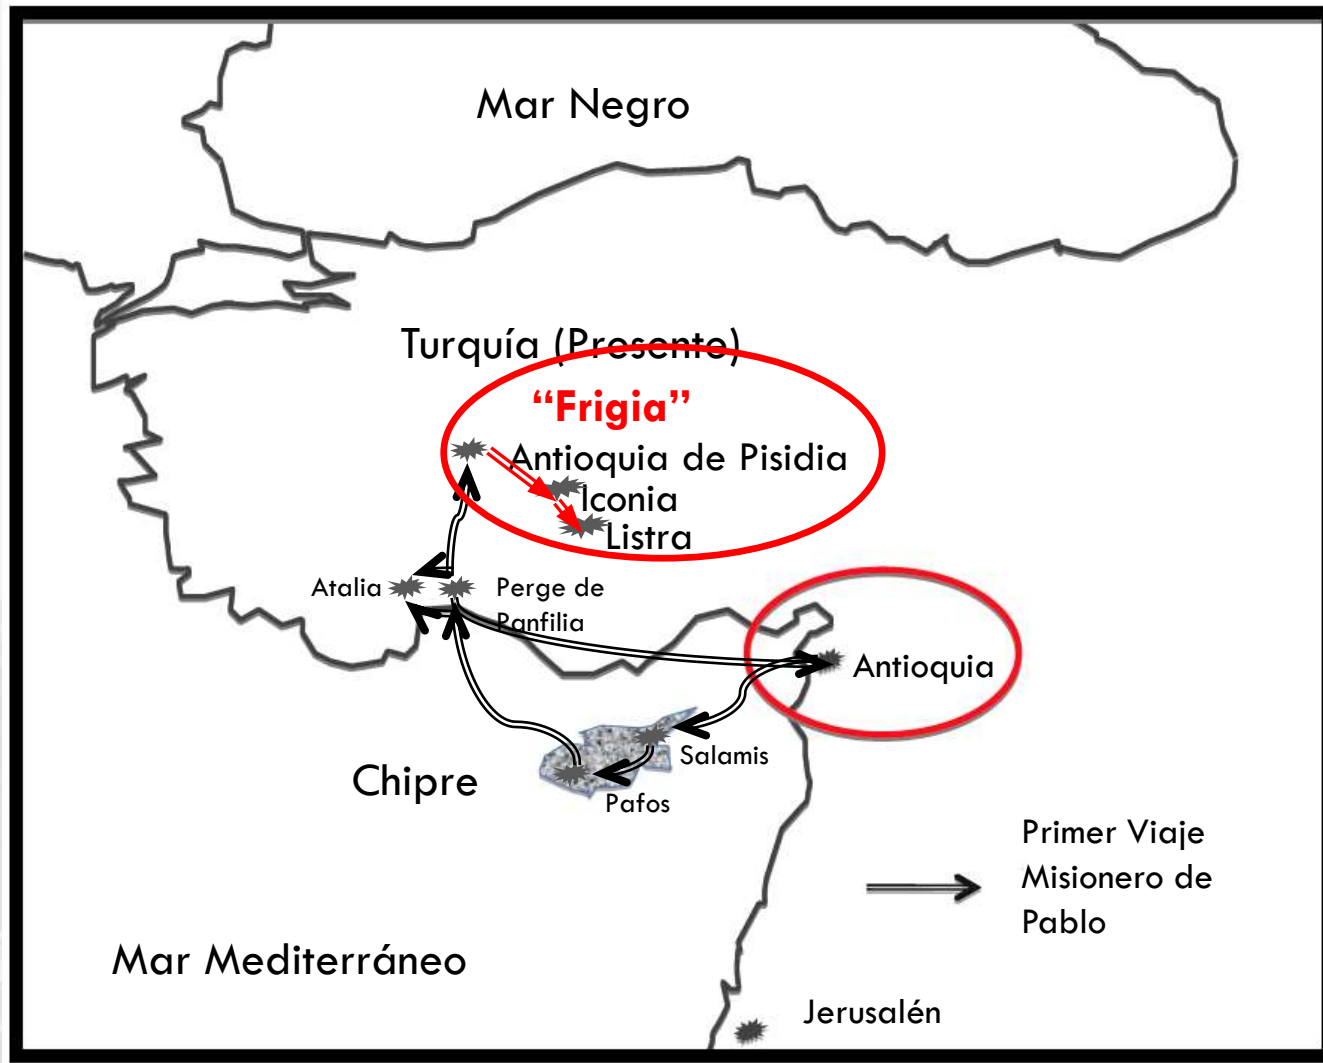 Mar Negro
Turquía (Presente)
“Frigia”
Antioquia de Pisidia
Iconia
Listra
Atalia
Perge de
Panfilia
Antioquia
Salamis
Chipre
Pafos
Primer Viaje
Misionero de
Pablo
Mar Mediterráneo
Jerusalén